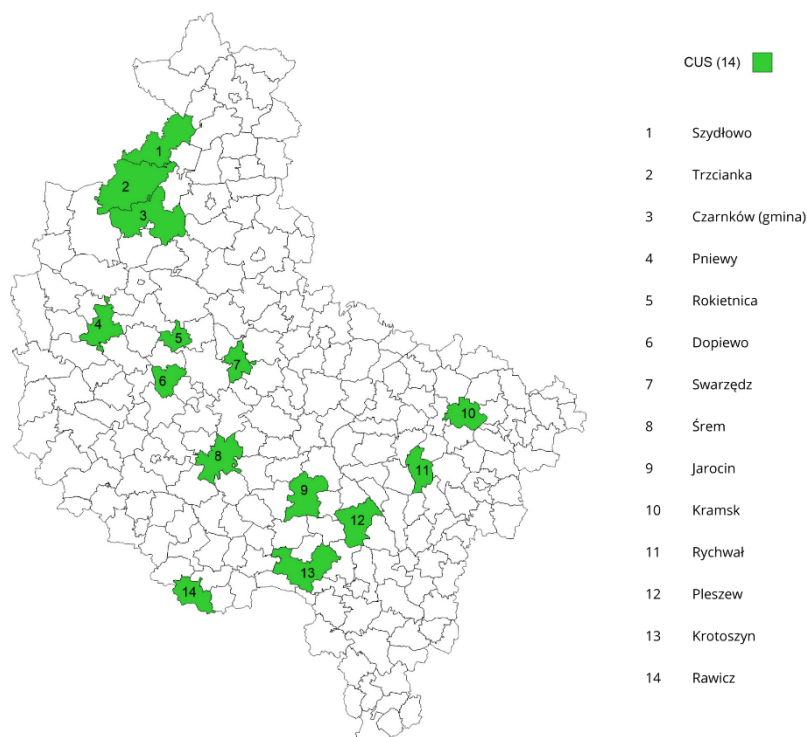 CUS (14)
1 Szydłowo
2 Trzcianka
3 Czarnków (gmina)
4 Pniewy
5 Rokietnica
6 Dopiewo
7 Swarzędz
8 Śrem
9 Jarocin
10 Kramsk
11 Rychwał
12 Pleszew
13 Krotoszyn
14 Rawicz
1
2
3
4
5
6
7
8
9
10
11
12
13
14